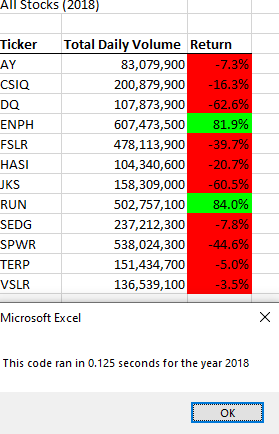 All Stocks (2018)
Ticker Total Daily Volume Return
AY 83,079,900 -7.3%
CSIQ 200,879,900 -16.3%
DQ 107,873,900 -62.6%
ENPH 607,473,500 81.9%
FSLR 478,113,900 -39.7%
HASI 104,340,600 -20.7%
JKS 158,309,000 -60.5%
RUN 502,757,100 84.0%
SEDG 237,212,300 -7.8%
SPWR 538,024,300 -44.6%
TERP 151,434,700 -5.0%
VSLR 136,539,100 -3.5%
Microsoft Excel
This code ran in 0.125 seconds for the year 2018
OK